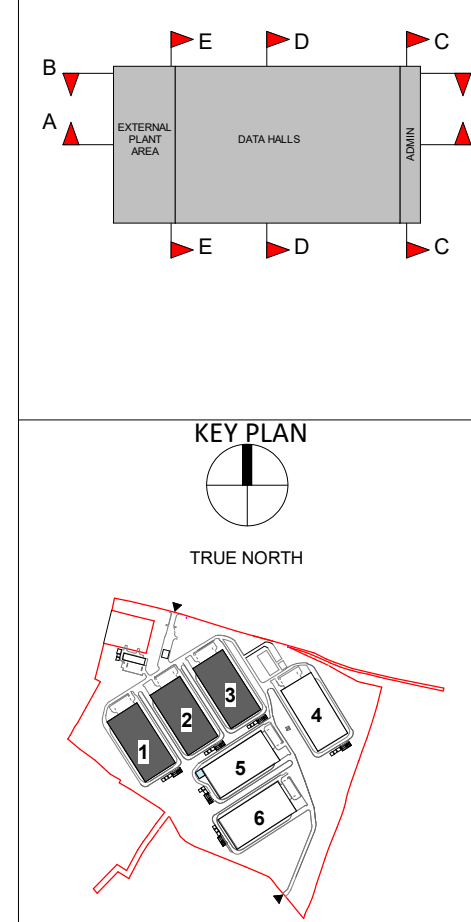 E
D
C
B
A
EXTERNAL
PLANT
AREA
DATA HALLS
ADMIN
E
D
C
KEY PLAN
TRUE NORTH
1
2
3
4
5
6